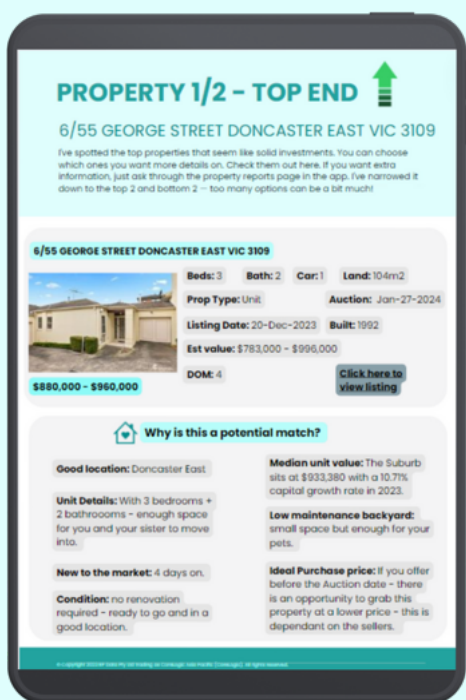 PROPERTY 1/2 - TOP END
6/55 GEORGE STREET DONCASTER EAST VIC 3109
I've spotted the top properties that seem like solid investments. You can choose
which ones you want more details on. Check them out here. If you want extra
information, just ask through the property reports page in the app. I've narrowed it
down to the top 2 and bottom 2 — too many options can be a bit much!
6/55 GEORGE STREET DONCASTER EAST VIC 3109
Beds: 3 Bath: 2 Car: 1 Land: 104m2
Prop Type: Unit Auction: Jan-27-2024
Listing Date: 20-Dec-2023 Built: 1992
Est value: $783,000 - $996,000
DOM: 4
Click here to
view listing
$880,000 - $960,000
Why is this a potential match?
Good location: Doncaster East
Unit Details: With 3 bedrooms +
2 bathroooms - enough space
for you and your sister to move
into.
New to the market: 4 days on.
Condition: no renovation
required - ready to go and in a
good location.
Median unit value: The Suburb
sits at $933,380 with a 10.71%
capital growth rate in 2023.
Low maintenance backyard:
small space but enough for your
pets.
Ideal Purchase price: If you offer
before the Auction date - there
is an opportunity to grab this
property at a lower price - this is
dependant on the sellers.